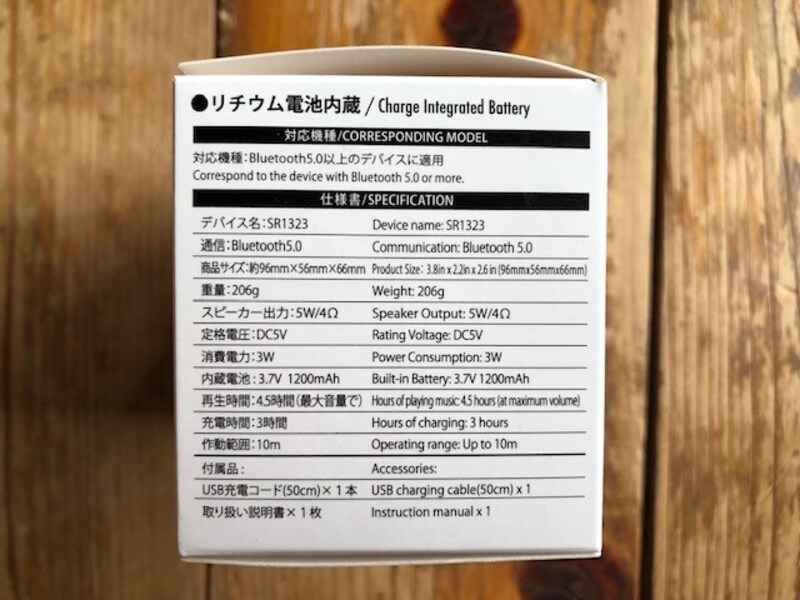 ●リチウム電池内蔵 / Charge Integrated Battery
対応機種/CORRESPONDING MODEL
対応機種：Bluetooth5.0以上のデバイスに適用
Correspond to the device with Bluetooth 5.0 or more.
仕様書/SPECIFICATION
デバイス名：SR1323 Device name: SR1323
通信：Bluetooth5.0 Communication: Bluetooth 5.0
商品サイズ：約96mm×56mm×66mm Product Size: 3.8in x 2.2in x 2.6 in (96mmx56mmx66mm)
重量：206g Weight: 206g
スピーカー出力：5W/4Ω Speaker Output: 5W/4Ω
定格電圧：DC5V Rating Voltage: DC5V
消費電力：3W Power Consumption: 3W
内蔵電池：3.7V 1200mAh Built-in Battery: 3.7V 1200mAh
再生時間：4.5時間（最大音量で） Hours of playing music: 4.5 hours (at maximum volume)
充電時間：3時間 Hours of charging: 3 hours
作動範囲：10m Operating range: Up to 10m
付属品： Accessories:
USB充電コード(50cm)×1本 USB charging cable(50cm) x 1
取り扱い説明書×1枚 Instruction manual x 1